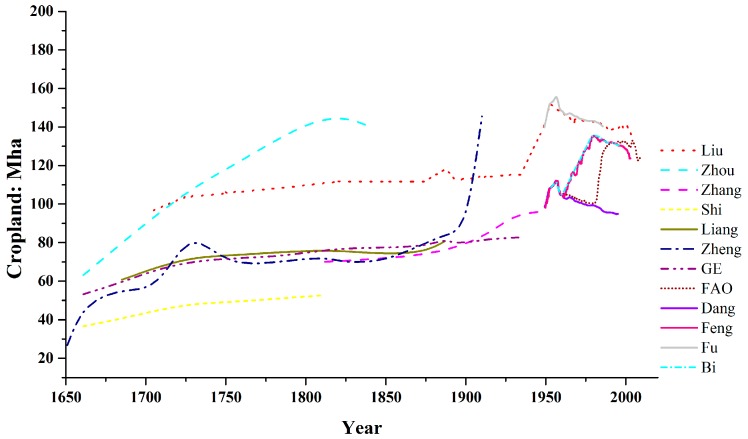 200
180
160
140
120
100
80
60
40
20
Cropland: Mha
1650
1700
1750
1800
1850
1900
1950
2000
Year
Liu
Zhou
Zhang
Shi
Liang
Zheng
GE
FAO
Dang
Feng
Fu
Bi